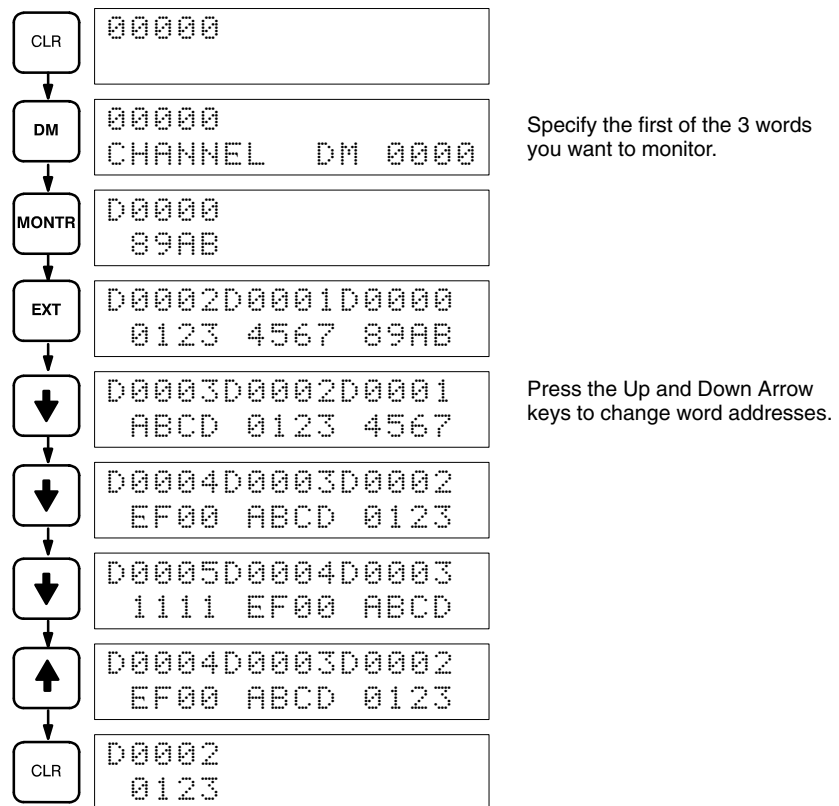 CLR
00000
DM
00000
CHANNEL DM 0000
Specify the first of the 3 words
you want to monitor.
MONTR
D0000
89AB
EXT
D0002D0001D0000
0123 4567 89AB
D0003D0002D0001
ABCD 0123 4567
Press the Up and Down Arrow
keys to change word addresses.
D0004D0003D0002
EF00 ABCD 0123
D0005D0004D0003
1111 EF00 ABCD
D0004D0003D0002
EF00 ABCD 0123
CLR
D0002
0123